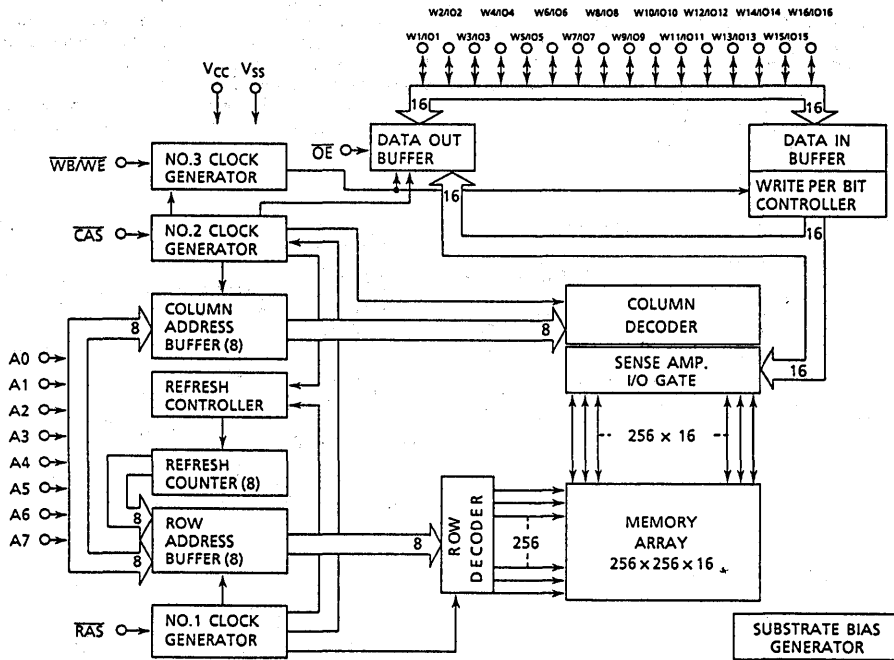 W2/IO2 W4/IO4 W6/IO6 W8/IO8 W10/IO10 W12/IO12 W14/IO14 W16/IO16
W1/IO1 W3/IO3 W5/IO5 W7/IO7 W9/IO9 W11/IO11 W13/IO13 W15/IO15
VCC VSS
16 16
OE
DATA OUT
BUFFER
DATA IN
BUFFER
WRITE PER BIT
CONTROLLER
WB/WE
NO.3 CLOCK
GENERATOR
16
16
CAS
NO.2 CLOCK
GENERATOR
8
COLUMN
ADDRESS
BUFFER (8)
8
COLUMN
DECODER
SENSE AMP.
I/O GATE
16
A0
A1
A2
A3
A4
A5
A6
A7
REFRESH
CONTROLLER
256 × 16
REFRESH
COUNTER (8)
8
8
ROW
ADDRESS
BUFFER (8)
8
ROW
DECODER
256
MEMORY
ARRAY
256×256×16
RAS
NO.1 CLOCK
GENERATOR
SUBSTRATE BIAS
GENERATOR